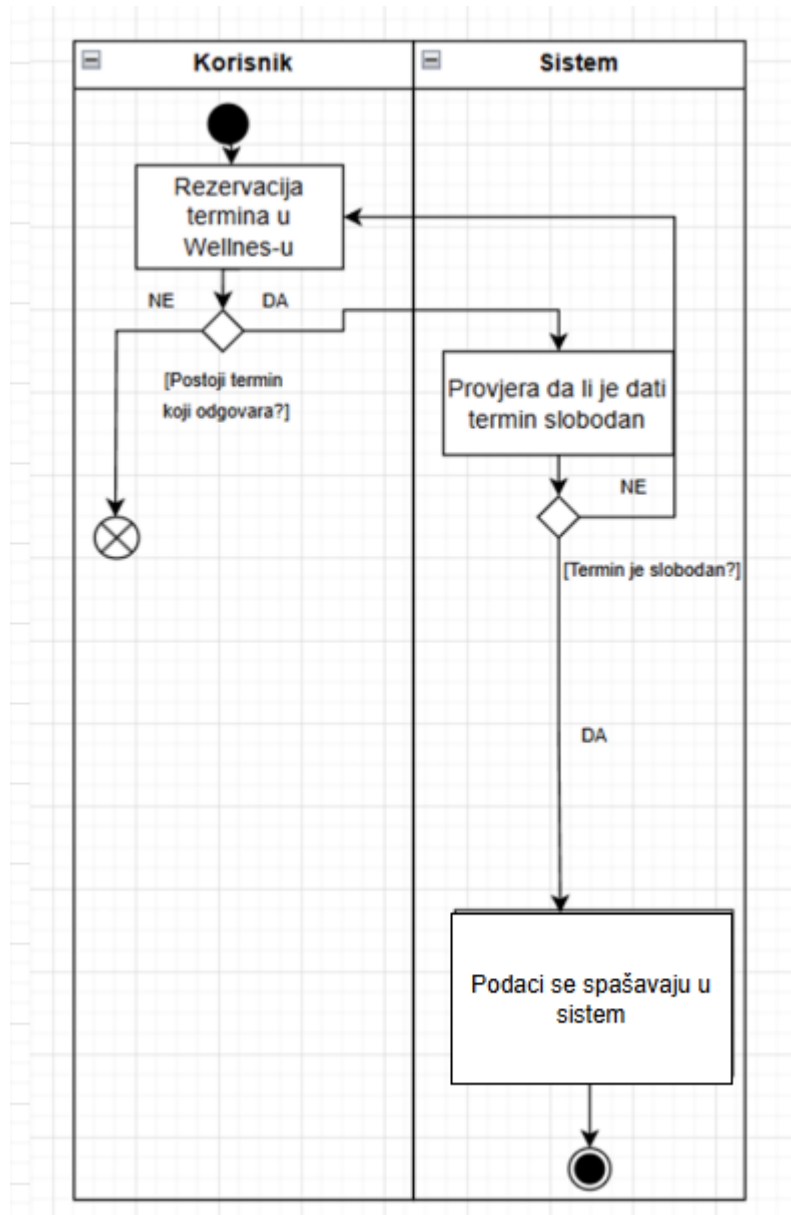 Korisnik
Sistem
Rezervacija
termina u
Wellnes-u
NE
DA
[Postoji termin
koji odgovara?]
Provjera da li je dati
termin slobodan
NE
[Termin je slobodan?]
DA
Podaci se spašavaju u
sistem